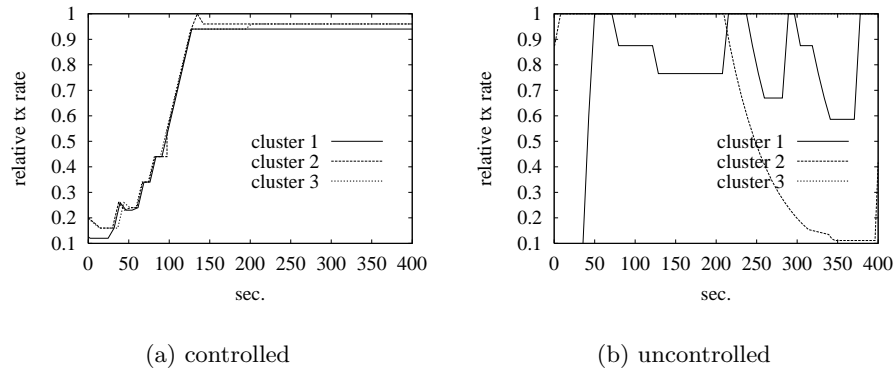 relative tx rate
1
0.9
0.8
0.7
0.6
0.5
0.4
0.3
0.2
0.1
cluster 1
cluster 2
cluster 3
0 50 100 150 200 250 300 350 400
sec.
(a) controlled
relative tx rate
1
0.9
0.8
0.7
0.6
0.5
0.4
0.3
0.2
0.1
cluster 1
cluster 2
cluster 3
0 50 100 150 200 250 300 350 400
sec.
(b) uncontrolled